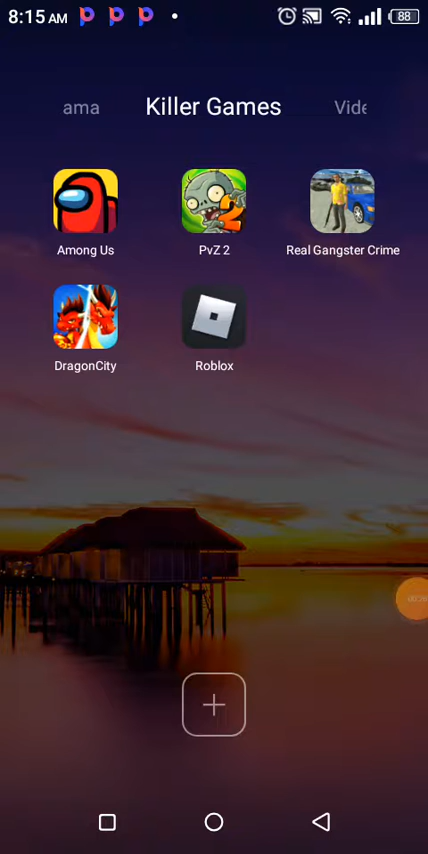 8:15 AM 88
ama Killer Games Vide
Among Us PvZ 2 Real Gangster Crime
DragonCity Roblox